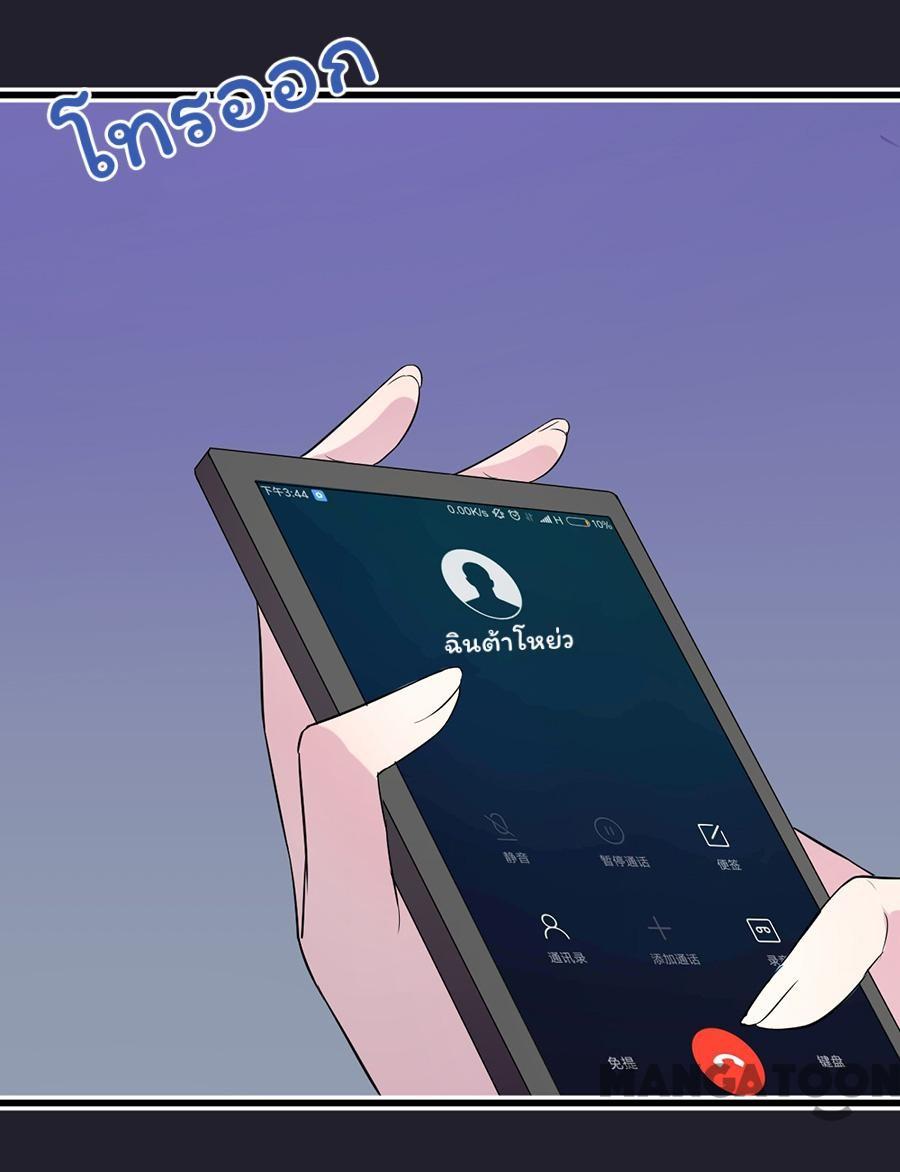 โทรออก
下午3:44
0.00K/s H 10%
ฉินต้าโหย่ว
静音 暂停通话 便签
通讯录 添加通话 录音
免提 键盘
MANGATOON